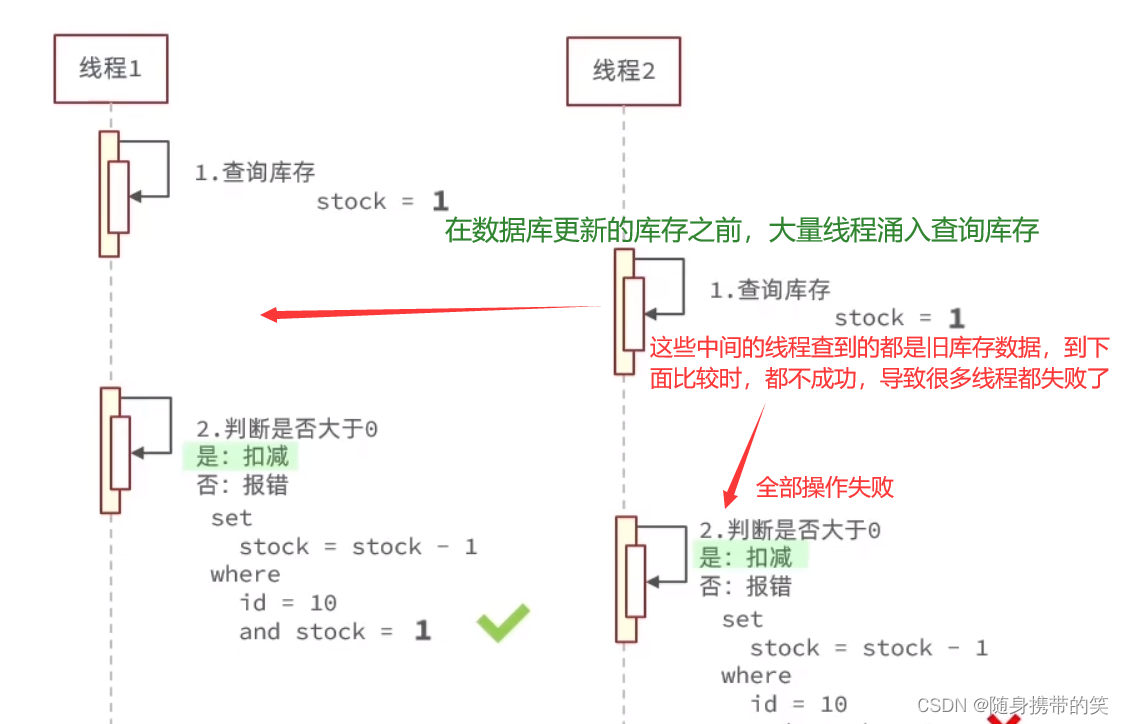 线程1
线程2
1.查询库存
stock = 1
在数据库更新的库存之前，大量线程涌入查询库存
1.查询库存
stock = 1
这些中间的线程查到的都是旧库存数据，到下
面比较时，都不成功，导致很多线程都失败了
2.判断是否大于0
是：扣减
否：报错
set
stock = stock - 1
where
id = 10
and stock = 1
全部操作失败
2.判断是否大于0
是：扣减
否：报错
set
stock = stock - 1
where
id = 10
CSDN @随身携带的笑